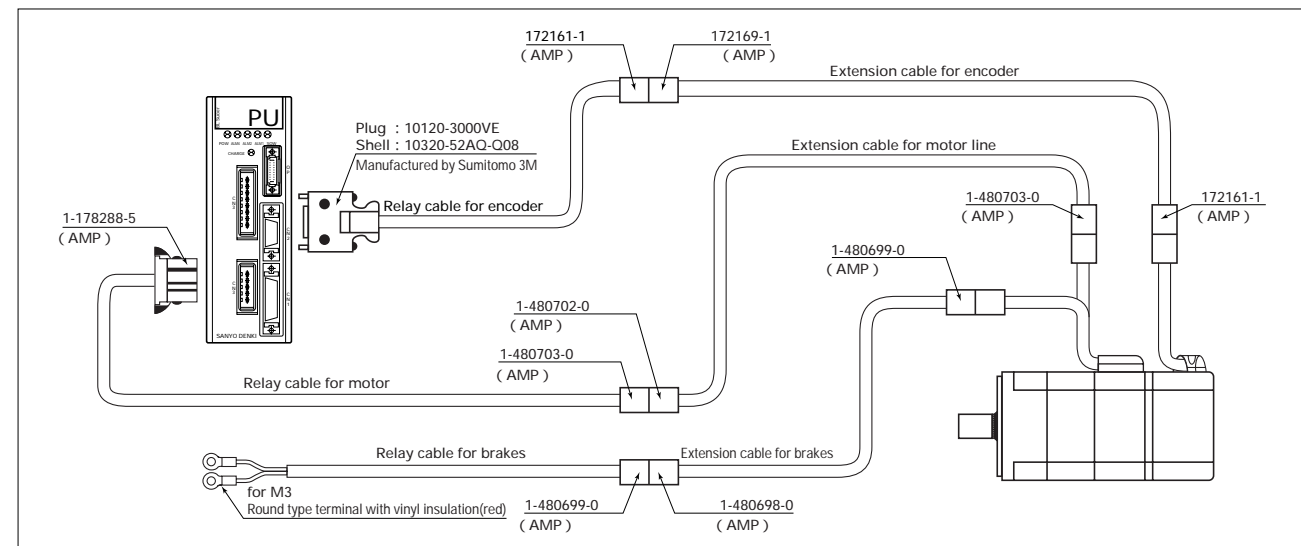 172161-1
( AMP )
172169-1
( AMP )
Extension cable for encoder
PU
POW
CHARGE
Plug : 10120-3000VE
Shell : 10320-52AQ-Q08
Manufactured by Sumitomo 3M
Extension cable for motor line
1-480703-0
( AMP )
172161-1
( AMP )
Relay cable for encoder
1-178288-5
( AMP )
1-480699-0
( AMP )
1-480702-0
( AMP )
SANYO DENKI
1-480703-0
( AMP )
Relay cable for motor
Relay cable for brakes
Extension cable for brakes
for M3
Round type terminal with vinyl insulation(red)
1-480699-0
( AMP )
1-480698-0
( AMP )